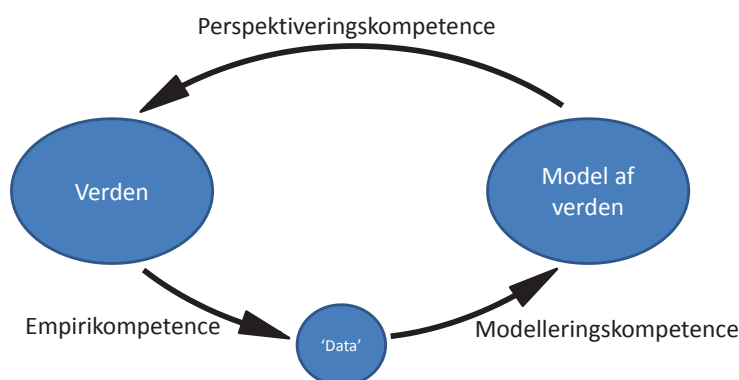 Perspektiveringskompetence
Verden
Model af
verden
Empirikompetence
'Data'
Modelleringskompetence